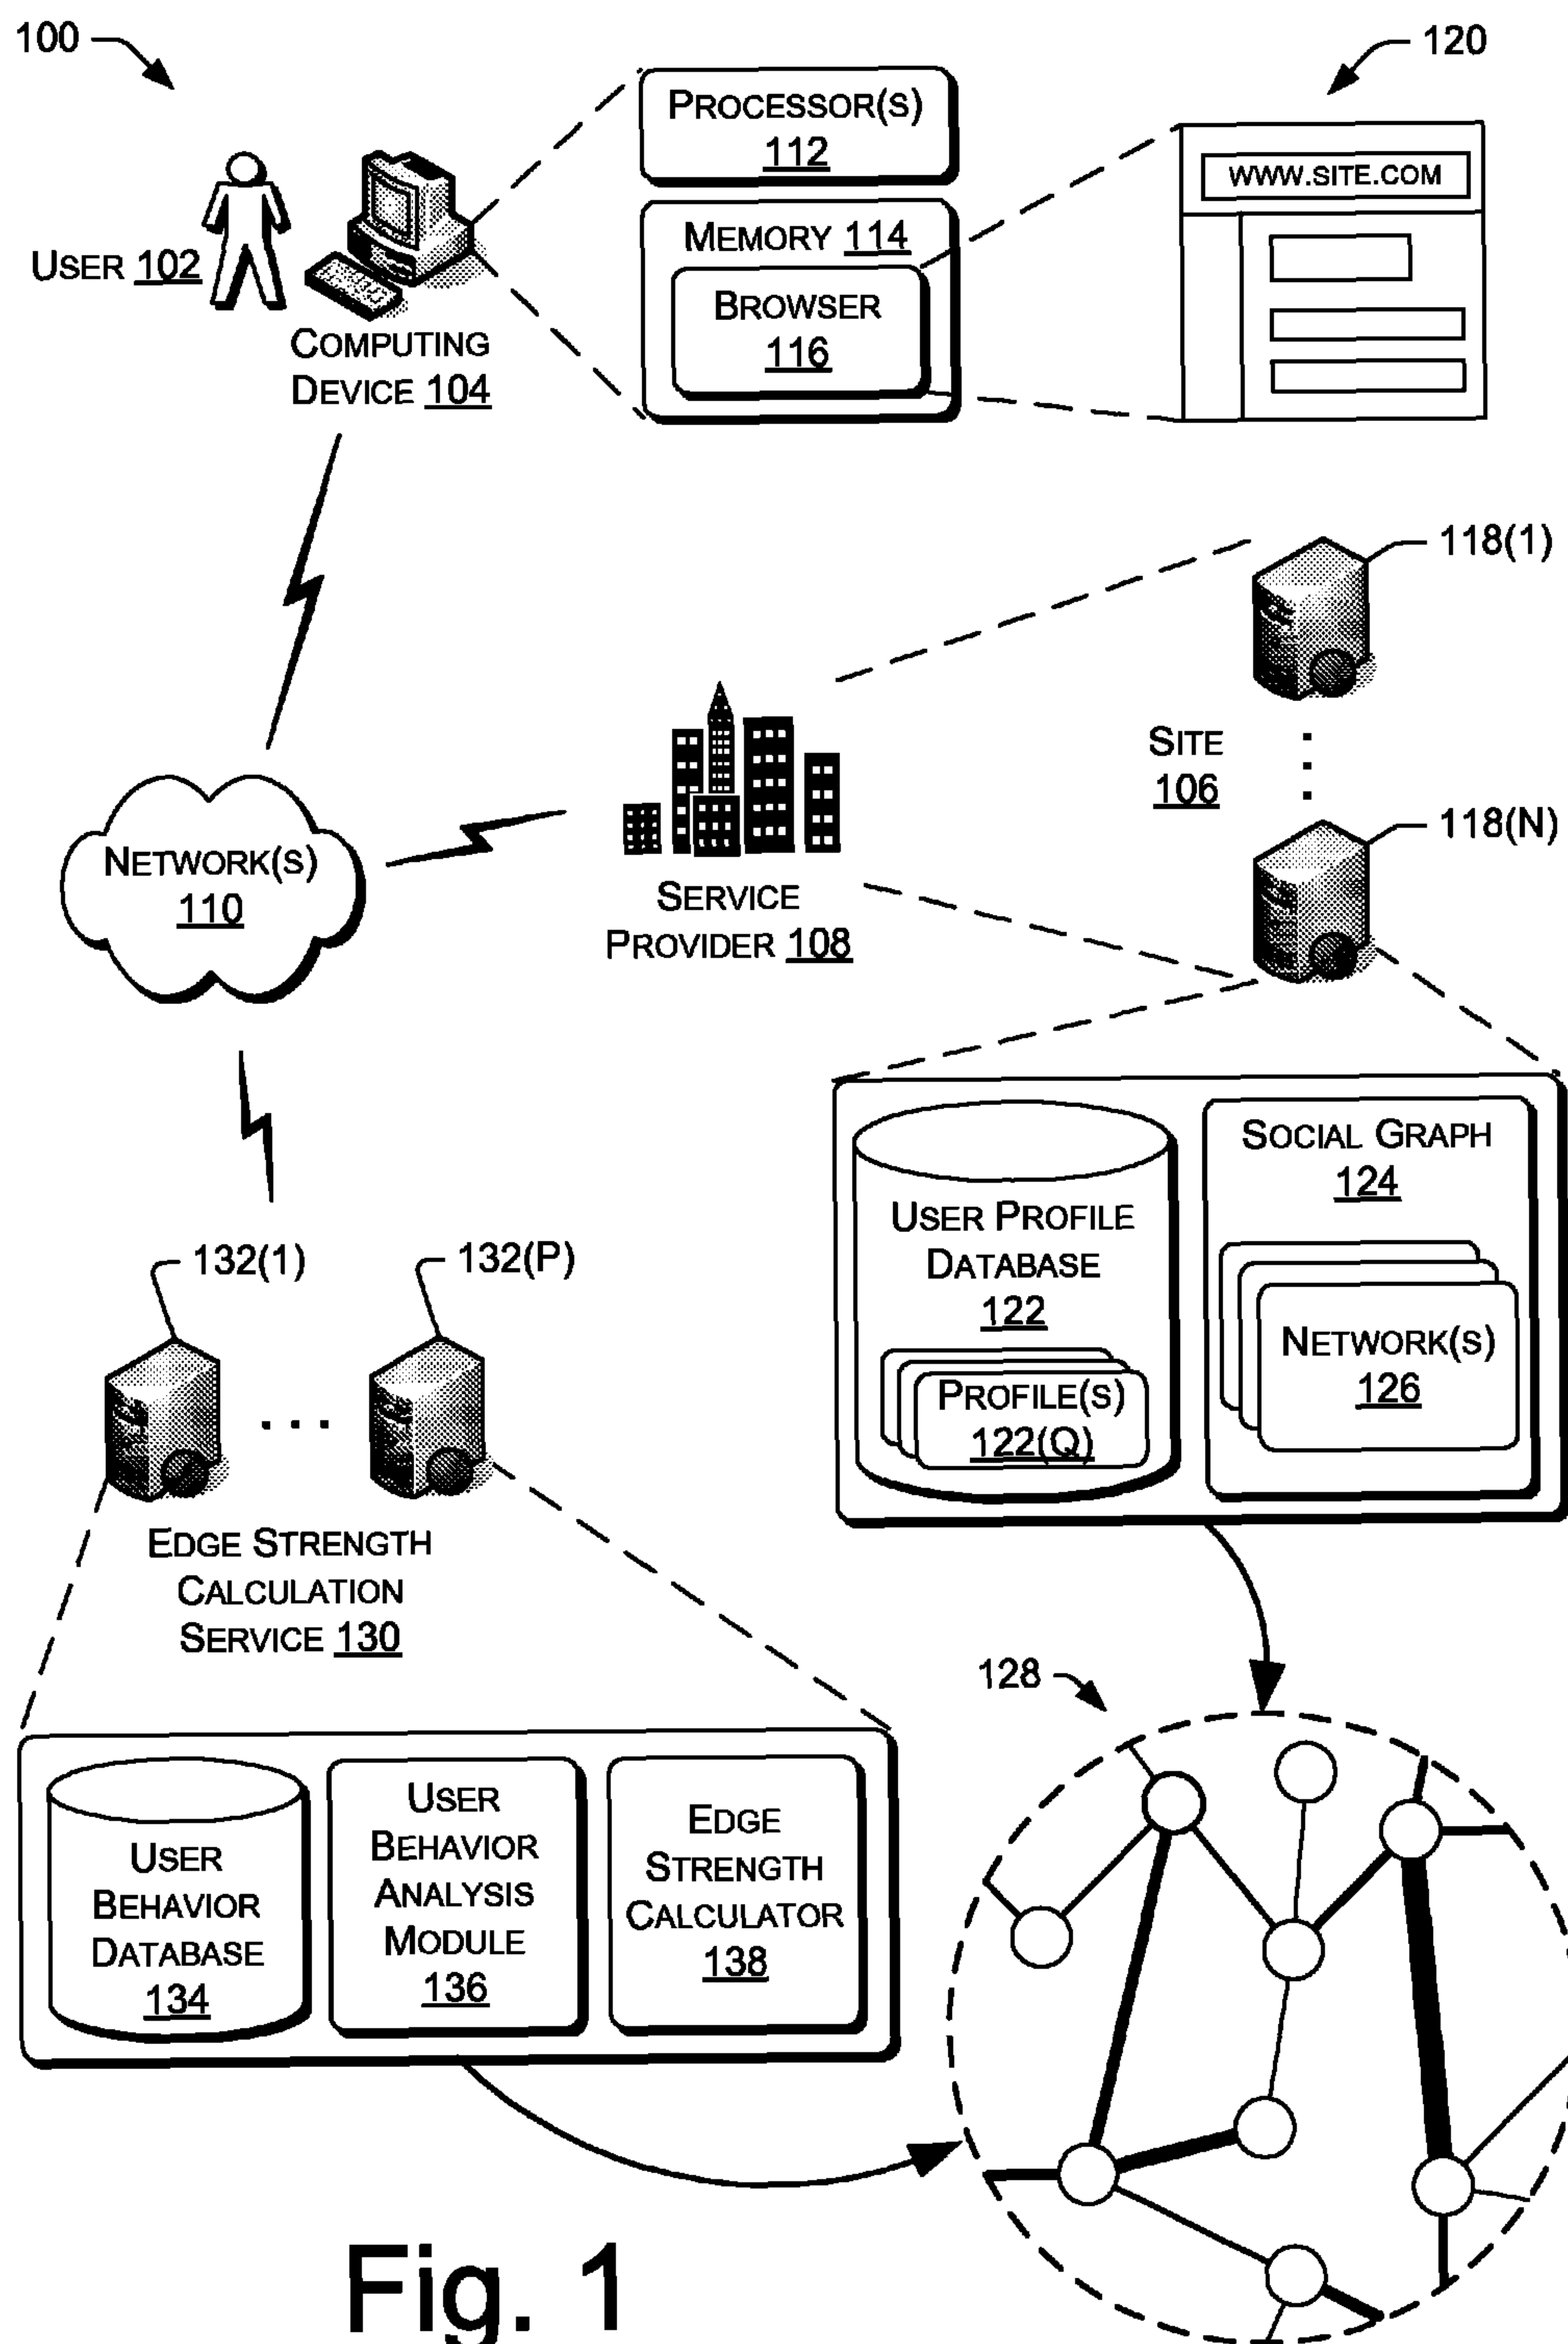 100
120
PROCESSOR(S)
112
WWW.SITE.COM
MEMORY 114
USER 102
BROWSER
116
COMPUTING
DEVICE 104
118(1)
SITE
106
118(N)
NETWORK(S)
110
SERVICE
PROVIDER 108
SOCIAL GRAPH
124
USER PROFILE
DATABASE
122
NETWORK(S)
126
PROFILE(S)
122(Q)
132(1)
132(P)
EDGE STRENGTH
CALCULATION
SERVICE 130
128
USER
BEHAVIOR
DATABASE
134
USER
BEHAVIOR
ANALYSIS
MODULE
136
EDGE
STRENGTH
CALCULATOR
138
Fig. 1